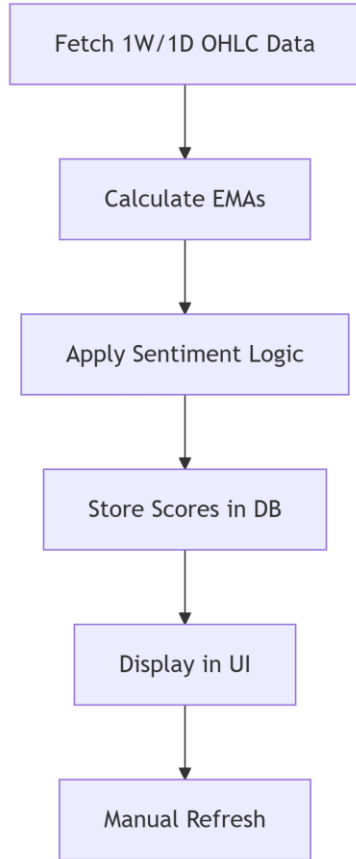 Fetch 1W/1D OHLC Data
Calculate EMAs
Apply Sentiment Logic
Store Scores in DB
Display in UI
Manual Refresh